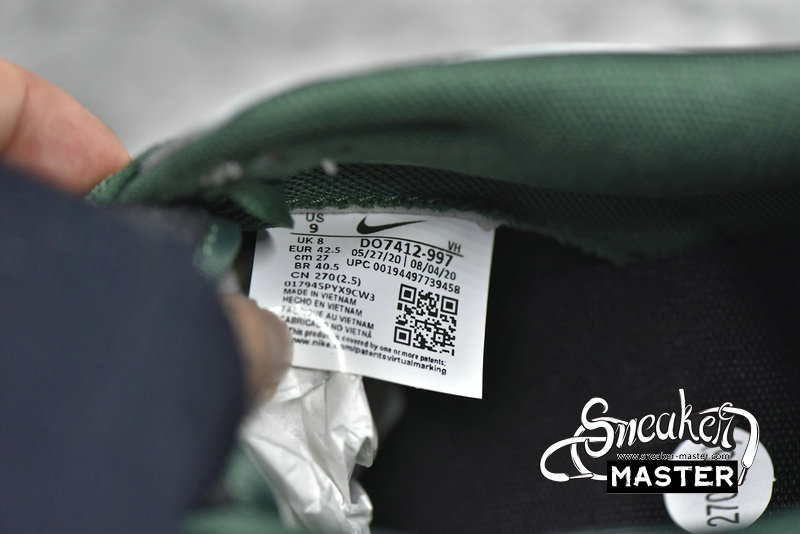 US
9
UK 8
EUR 42.5
cm 27
BR 40.5
CN 270(2.5)
01794SPYX9CW3
MADE IN VIETNAM
HECHO EN VIETNAM
FABRIQUE AU VIETNAM
FABRICADO NO VIETNÃ
This product is covered by one or more patents:
www.nike.com/patentsvirtualmarking
DO7412-997
VH
05/27/20 | 08/04/20
UPC 00194497739458
Sneaker
www.sneaker-master.com
MASTER
270